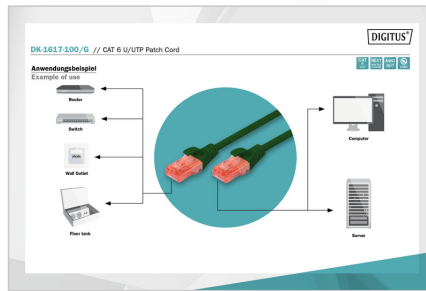 DIGITUS®
DK-1617-100/G // CAT 6 U/UTP Patch Cord
Anwendungsbeispiel
Example of use
Router
Switch
Wall Outlet
Floor tank
Computer
Server